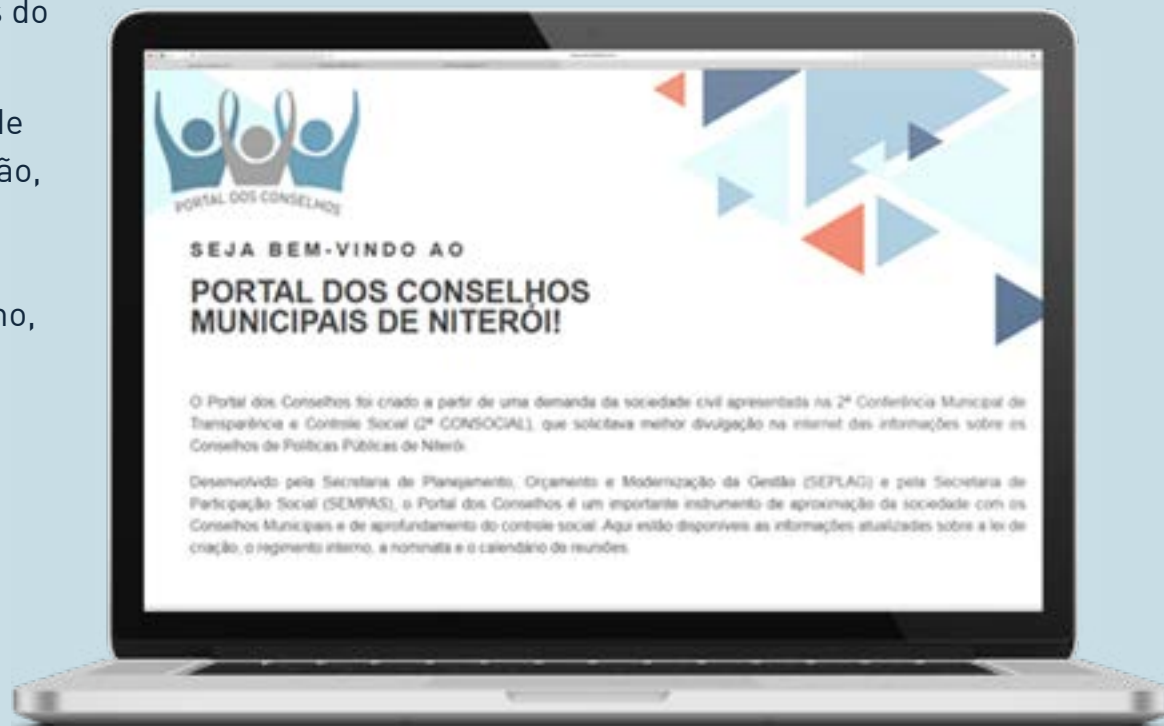 s do
de
ão,
no,
PORTAL DOS CONSELHOS
SEJA BEM-VINDO AO
PORTAL DOS CONSELHOS
MUNICIPAIS DE NITERÓI!
O Portal dos Conselhos foi criado a partir de uma demanda da sociedade civil apresentada na 2ª Conferência Municipal de
Transparência e Controle Social (2ª CONSOCIAL), que solicitava melhor divulgação na internet das informações sobre os
Conselhos de Políticas Públicas de Niterói.
Desenvolvido pela Secretaria de Planejamento, Orçamento e Modernização da Gestão (SEPLAG) e pela Secretaria de
Participação Social (SEMPAS), o Portal dos Conselhos é um importante instrumento de aproximação da sociedade com os
Conselhos Municipais e de aprofundamento do controle social. Aqui estão disponíveis as informações atualizadas sobre a lei de
criação, o regimento interno, a nominata e o calendário de reuniões.